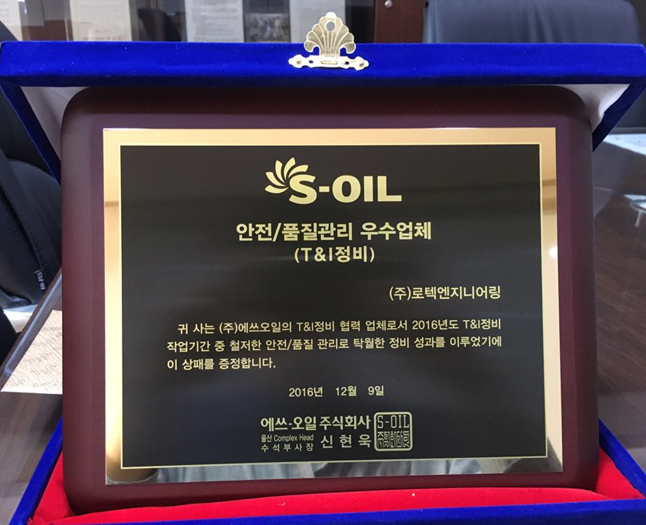 S-OIL
안전/품질관리 우수업체
(T&I정비)
(주)로텍엔지니어링
귀 사는 (주)에쓰오일의 T&I정비 협력 업체로서 2016년도 T&I정비
작업기간 중 철저한 안전/품질 관리로 탁월한 정비 성과를 이루었기에
이 상패를 증정합니다.
2016년 12월 9일
에쓰-오일 주식회사
울산 Complex Head
수석부사장 신현욱
S-OIL